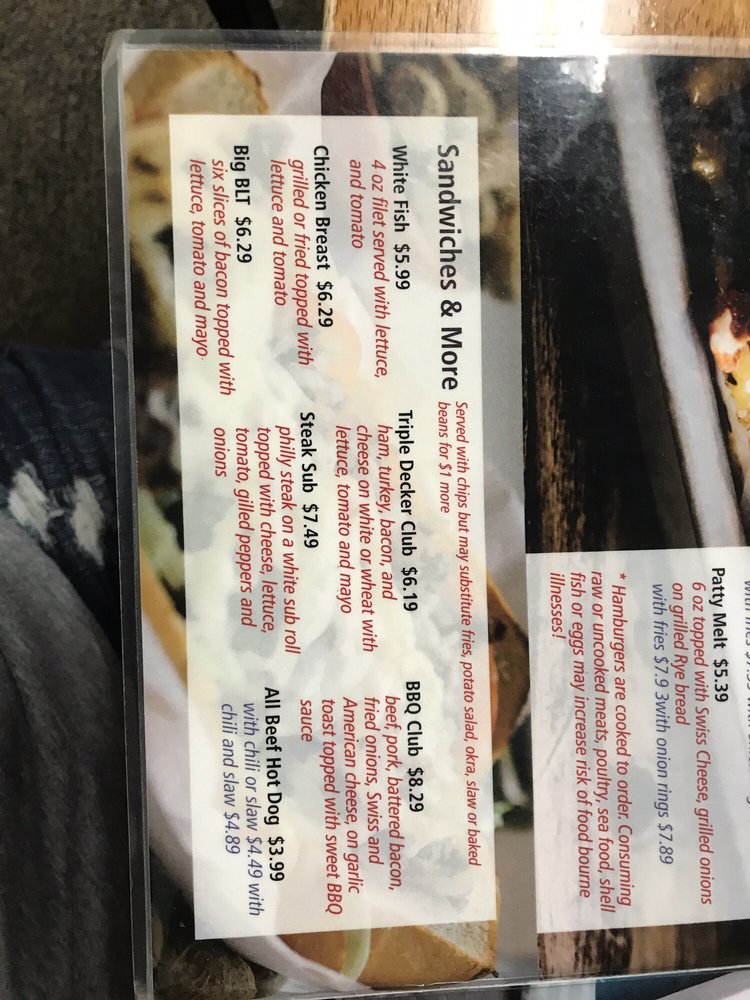 Patty Melt $5.39
6 oz topped with Swiss Cheese, grilled onions
on grilled Rye bread
with fries $7.9 3with onion rings $7.89
* Hamburgers are cooked to order. Consuming
raw or uncooked meats, poultry, sea food, shell
fish or eggs may increase risk of food bourne
illnesses!
Sandwiches & More
Served with chips but may substitute fries, potato salad, okra, slaw or baked
beans for $1 more
White Fish $5.99
4 oz filet served with lettuce,
and tomato
Chicken Breast $6.29
grilled or fried topped with
lettuce and tomato
Big BLT $6.29
six slices of bacon topped with
lettuce, tomato and mayo
Triple Decker Club $6.19
ham, turkey, bacon, and
cheese on white or wheat with
lettuce, tomato and mayo
Steak Sub $7.49
philly steak on a white sub roll
topped with cheese, lettuce,
tomato, gilled peppers and
onions
BBQ Club $8.29
beef, pork, battered bacon,
fried onions, Swiss and
American cheese, on garlic
toast topped with sweet BBQ
sauce
All Beef Hot Dog $3.99
with chili or slaw $4.49 with
chili and slaw $4.89